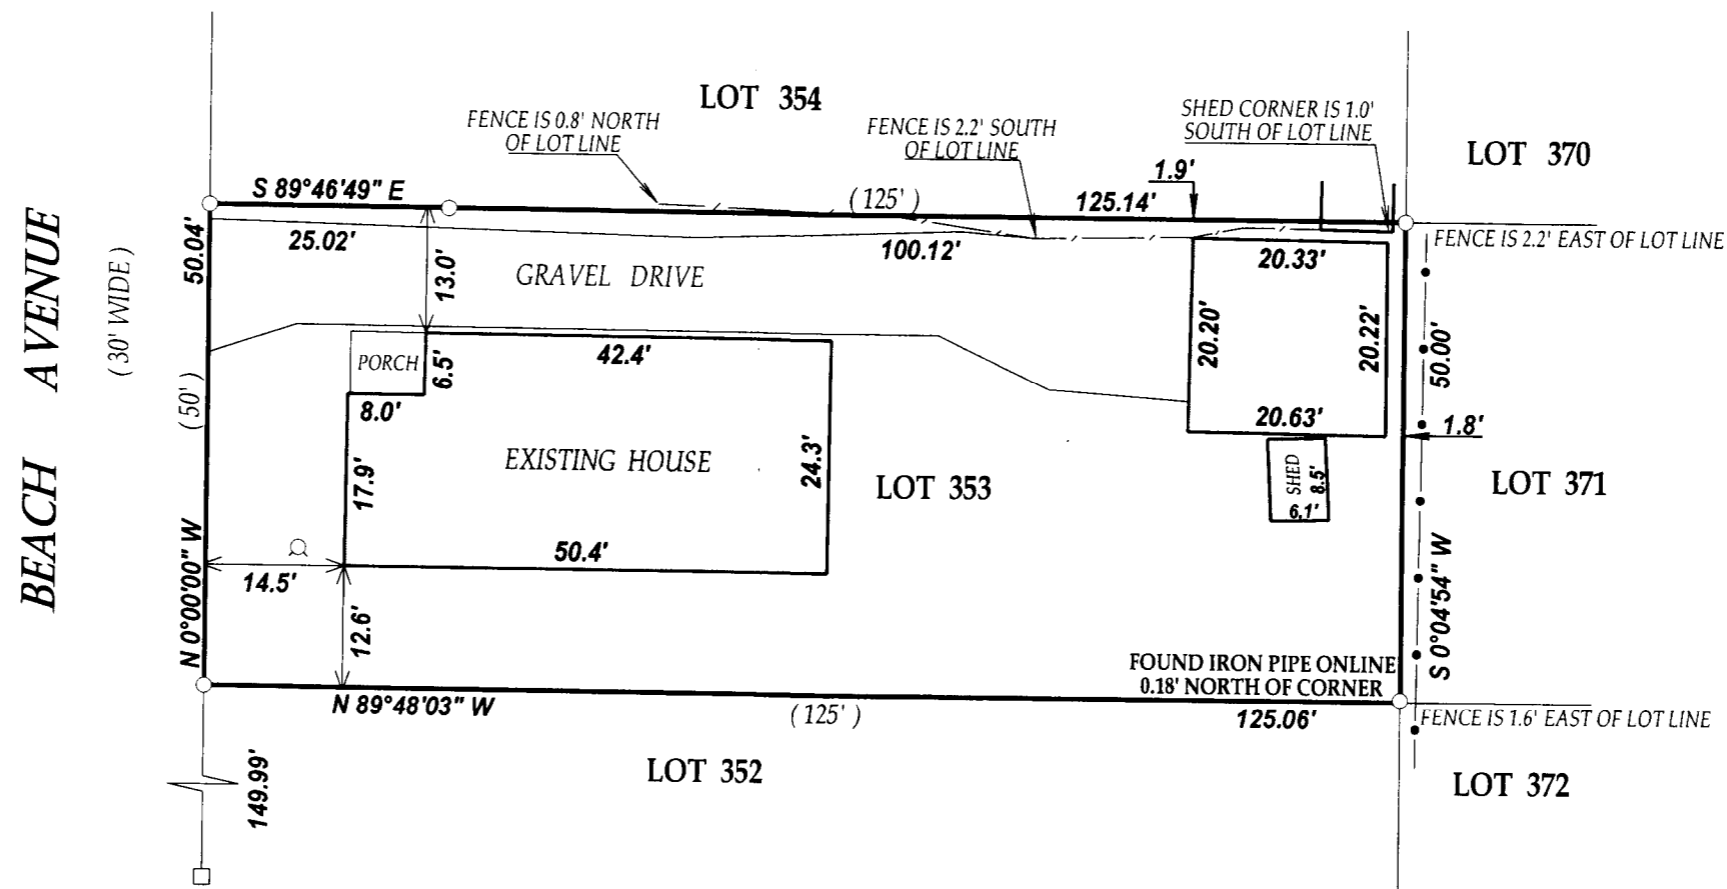 LOT 354
FENCE IS 0.8' NORTH
OF LOT LINE
FENCE IS 2.2' SOUTH
OF LOT LINE
SHED CORNER IS 1.0'
SOUTH OF LOT LINE
LOT 370
1.9'
S 89°46'49" E
(125')
125.14'
25.02'
100.12'
20.33'
FENCE IS 2.2' EAST OF LOT LINE
50.04'
13.0'
GRAVEL DRIVE
BEACH AVENUE
(30' WIDE)
(50')
PORCH
6.5'
42.4'
20.20'
20.22'
50.00'
8.0'
20.63'
1.8'
17.9'
EXISTING HOUSE
24.3'
LOT 353
SHED
8.5'
6.1'
LOT 371
N 0°00'00" W
14.5'
50.4'
12.6'
S 0°04'54" W
FOUND IRON PIPE ONLINE
0.18' NORTH OF CORNER
N 89°48'03" W
(125')
125.06'
FENCE IS 1.6' EAST OF LOT LINE
149.99'
LOT 352
LOT 372